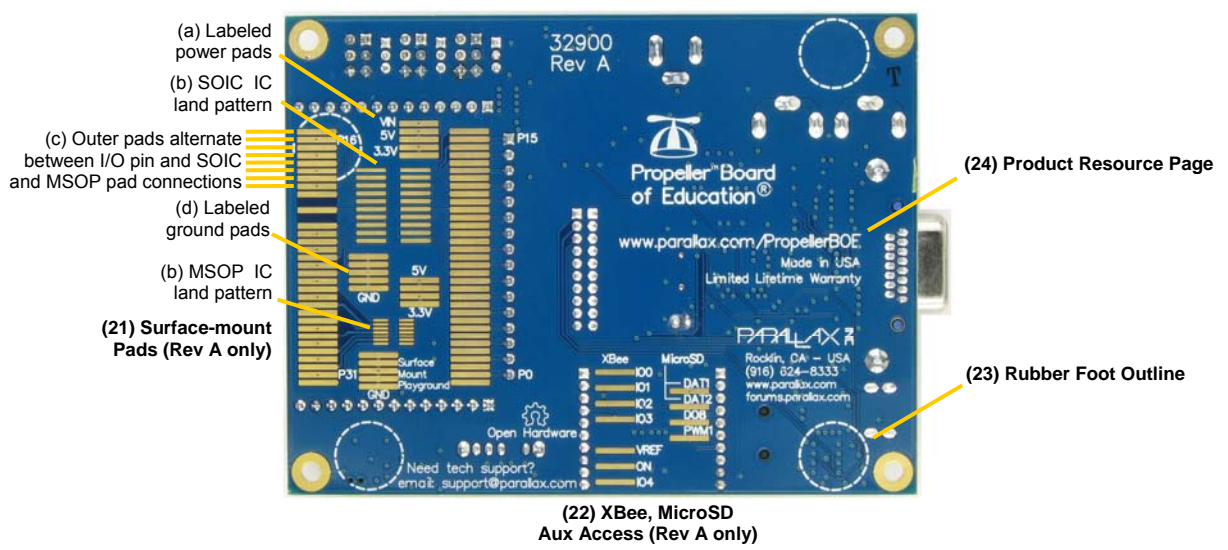 (a) Labeled
power pads
(b) SOIC IC
land pattern
(c) Outer pads alternate
between I/O pin and SOIC
and MSOP pad connections
(d) Labeled
ground pads
(b) MSOP IC
land pattern
(21) Surface-mount
Pads (Rev A only)
32900
Rev A
T
VIN
5V
3.3V
P16
P15
Propeller™ Board
of Education®
www.parallax.com/PropellerBOE
Made in USA
Limited Lifetime Warranty
GND
5V
3.3V
P31
Surface
Mount
Playground
GND
P0
PARALLAX INC
Rocklin, CA - USA
(916) 624-8333
www.parallax.com
forums.parallax.com
XBee
MicroSD
IO0
IO1
IO2
IO3
VREF
ON
IO4
DAT1
DAT2
DO8
PWM1
Open Hardware
Need tech support?
email: support@parallax.com
(24) Product Resource Page
(23) Rubber Foot Outline
(22) XBee, MicroSD
Aux Access (Rev A only)